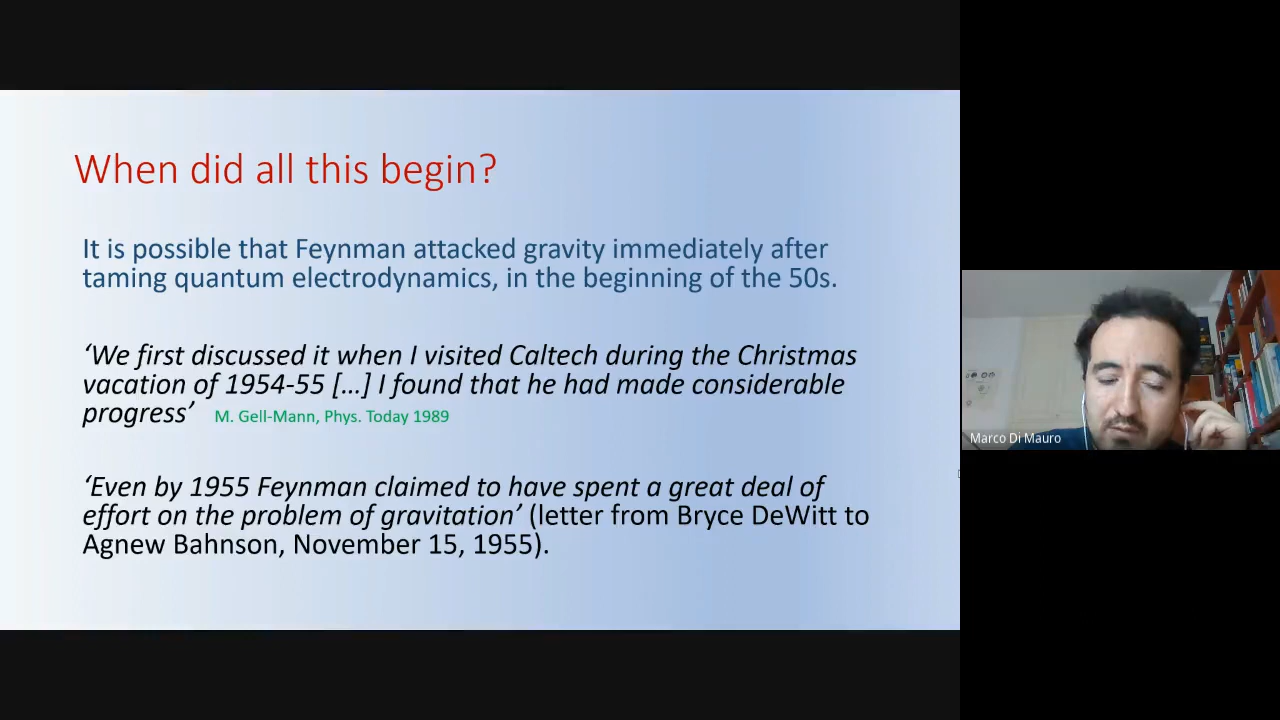 When did all this begin?
It is possible that Feynman attacked gravity immediately after
taming quantum electrodynamics, in the beginning of the 50s.
‘We first discussed it when I visited Caltech during the Christmas
vacation of 1954-55 […] I found that he had made considerable
progress’ M. Gell-Mann, Phys. Today 1989
‘Even by 1955 Feynman claimed to have spent a great deal of
effort on the problem of gravitation’ (letter from Bryce DeWitt to
Agnew Bahnson, November 15, 1955).
Marco Di Mauro